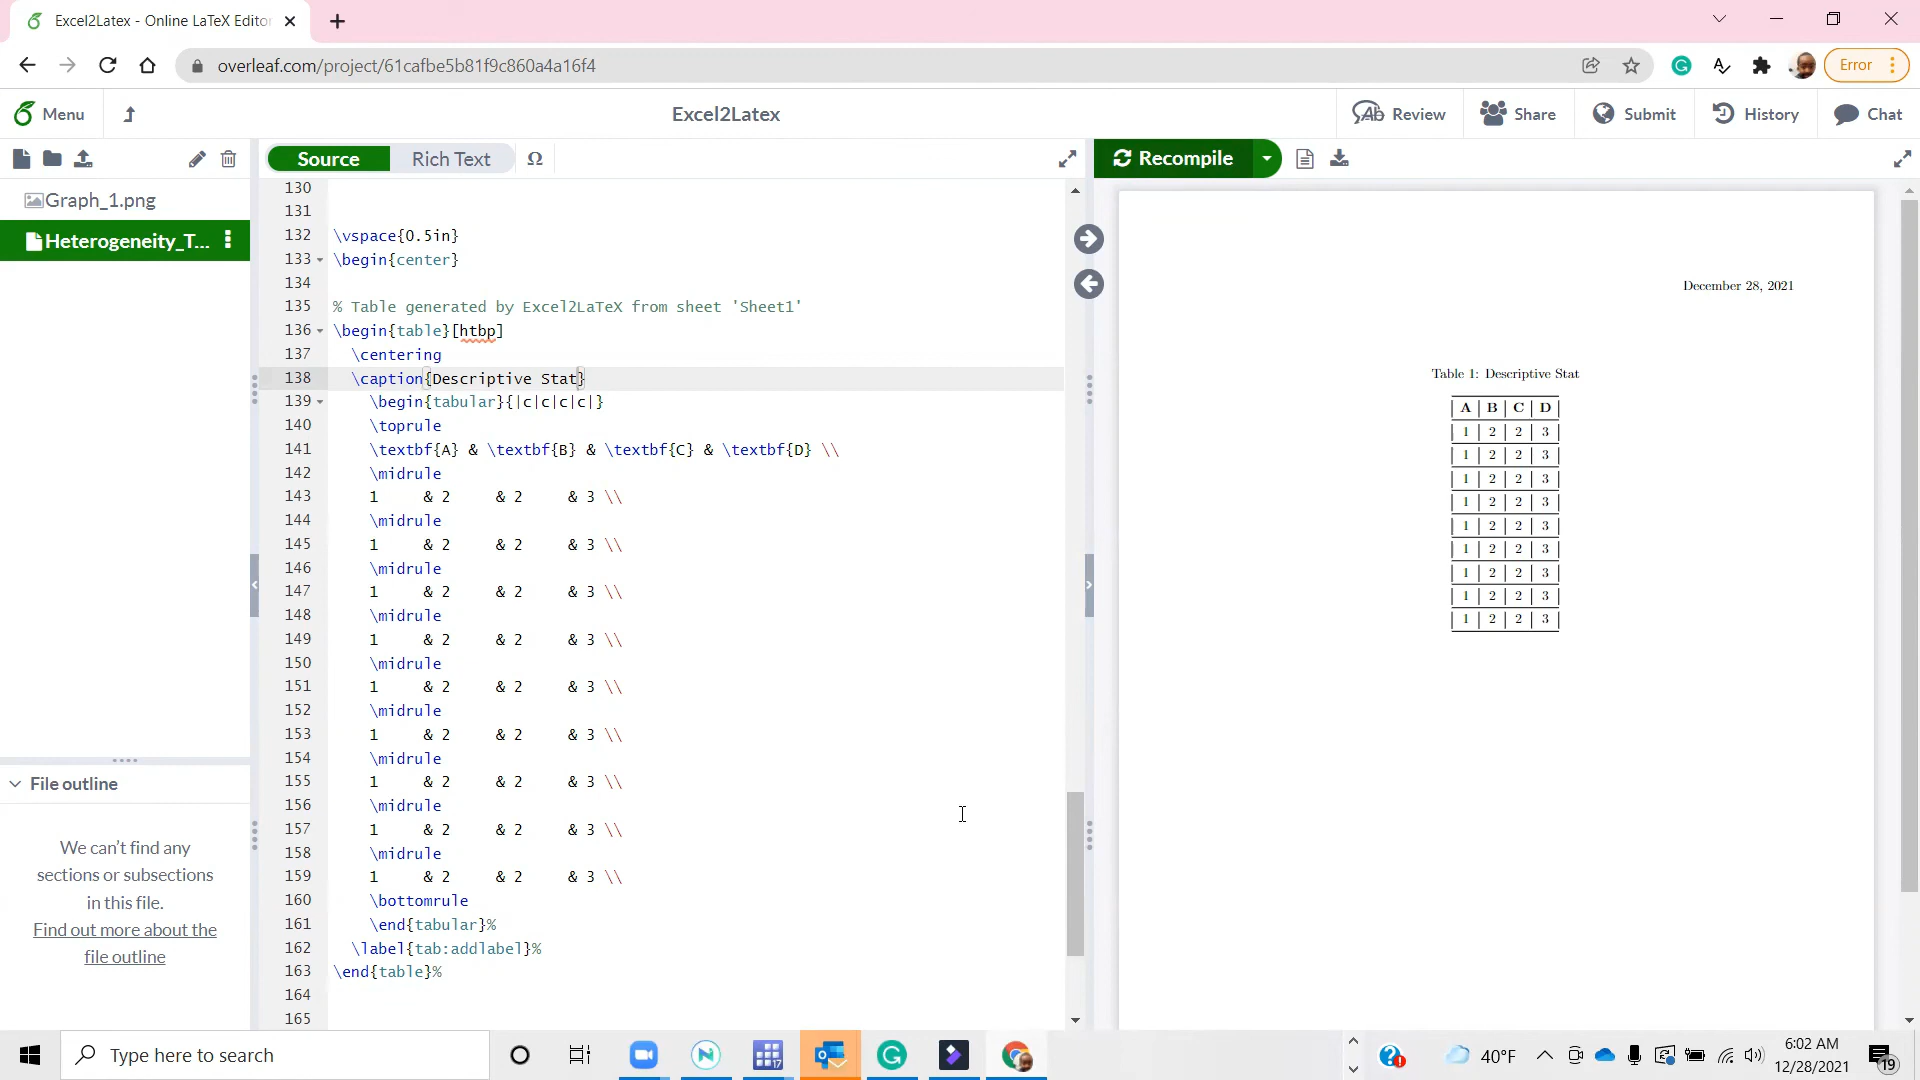 Excel2Latex - Online LaTeX Editor
overleaf.com/project/61cafbe5b81f9c860a4a16f4
Error
Menu
Excel2Latex
Review
Share
Submit
History
Chat
Source
Rich Text
Ω
Recompile
Graph_1.png
Heterogeneity_T...
130
131
132 \vspace{0.5in}
133 \begin{center}
134
135 % Table generated by Excel2LaTeX from sheet 'Sheet1'
136 \begin{table}[htbp]
137 \centering
138 \caption{Descriptive Stat}
139 \begin{tabular}{|c|c|c|c|}
140 \toprule
141 \textbf{A} & \textbf{B} & \textbf{C} & \textbf{D} \\
142 \midrule
143 1 & 2 & 2 & 3 \\
144 \midrule
145 1 & 2 & 2 & 3 \\
146 \midrule
147 1 & 2 & 2 & 3 \\
148 \midrule
149 1 & 2 & 2 & 3 \\
150 \midrule
151 1 & 2 & 2 & 3 \\
152 \midrule
153 1 & 2 & 2 & 3 \\
154 \midrule
155 1 & 2 & 2 & 3 \\
156 \midrule
157 1 & 2 & 2 & 3 \\
158 \midrule
159 1 & 2 & 2 & 3 \\
160 \bottomrule
161 \end{tabular}%
162 \label{tab:addlabel}%
163 \end{table}%
164
165
File outline
We can't find any
sections or subsections
in this file.
Find out more about the
file outline
December 28, 2021
Table 1: Descriptive Stat
A B C D
1 2 2 3
1 2 2 3
1 2 2 3
1 2 2 3
1 2 2 3
1 2 2 3
1 2 2 3
1 2 2 3
1 2 2 3
Type here to search
40°F
6:02 AM
12/28/2021
19